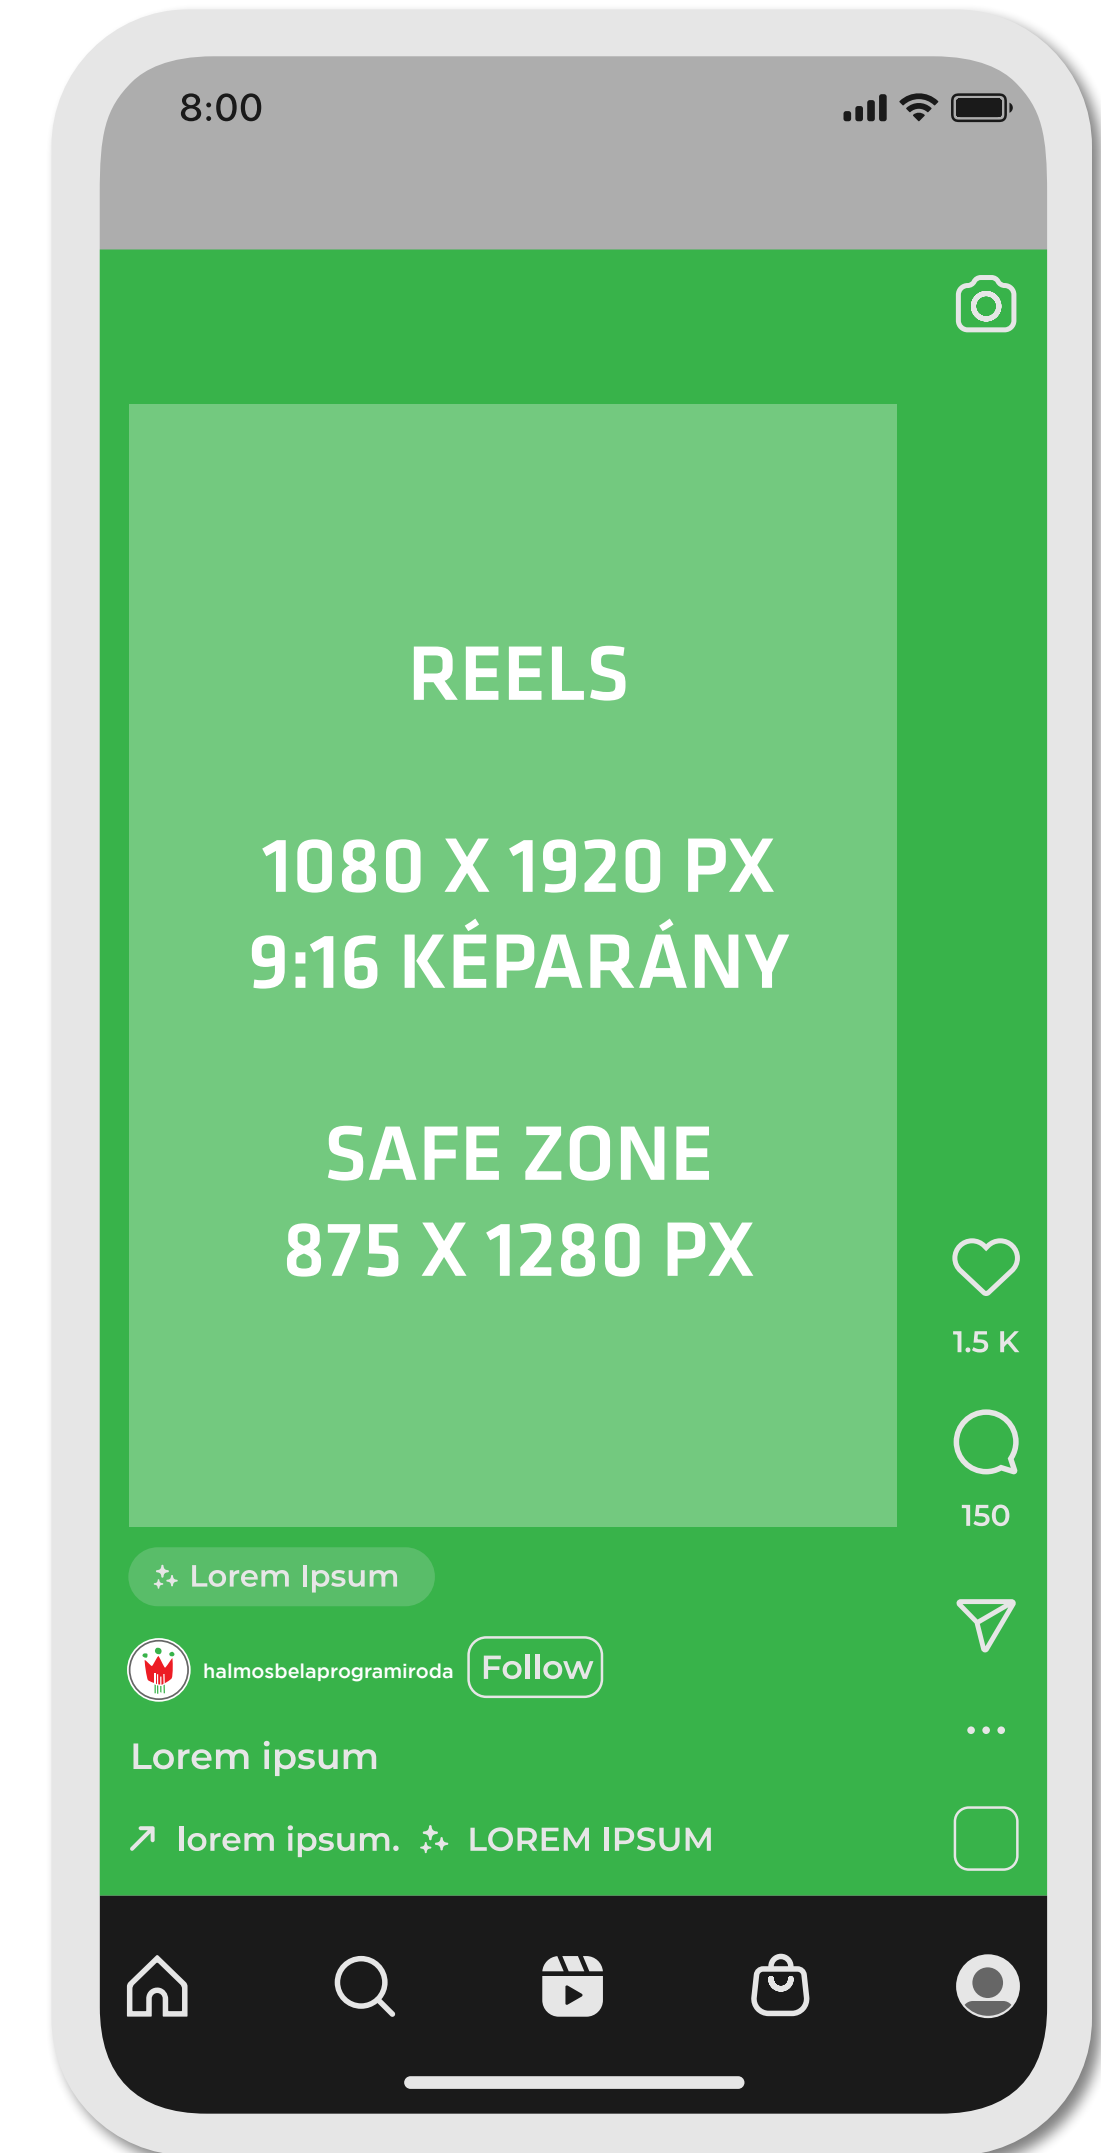 8:00
REELS
1080 X 1920 PX
9:16 KÉPARÁNY
SAFE ZONE
875 X 1280 PX
1.5 K
150
Lorem Ipsum
halmosbelaprogramiroda Follow
Lorem ipsum
lorem ipsum. LOREM IPSUM